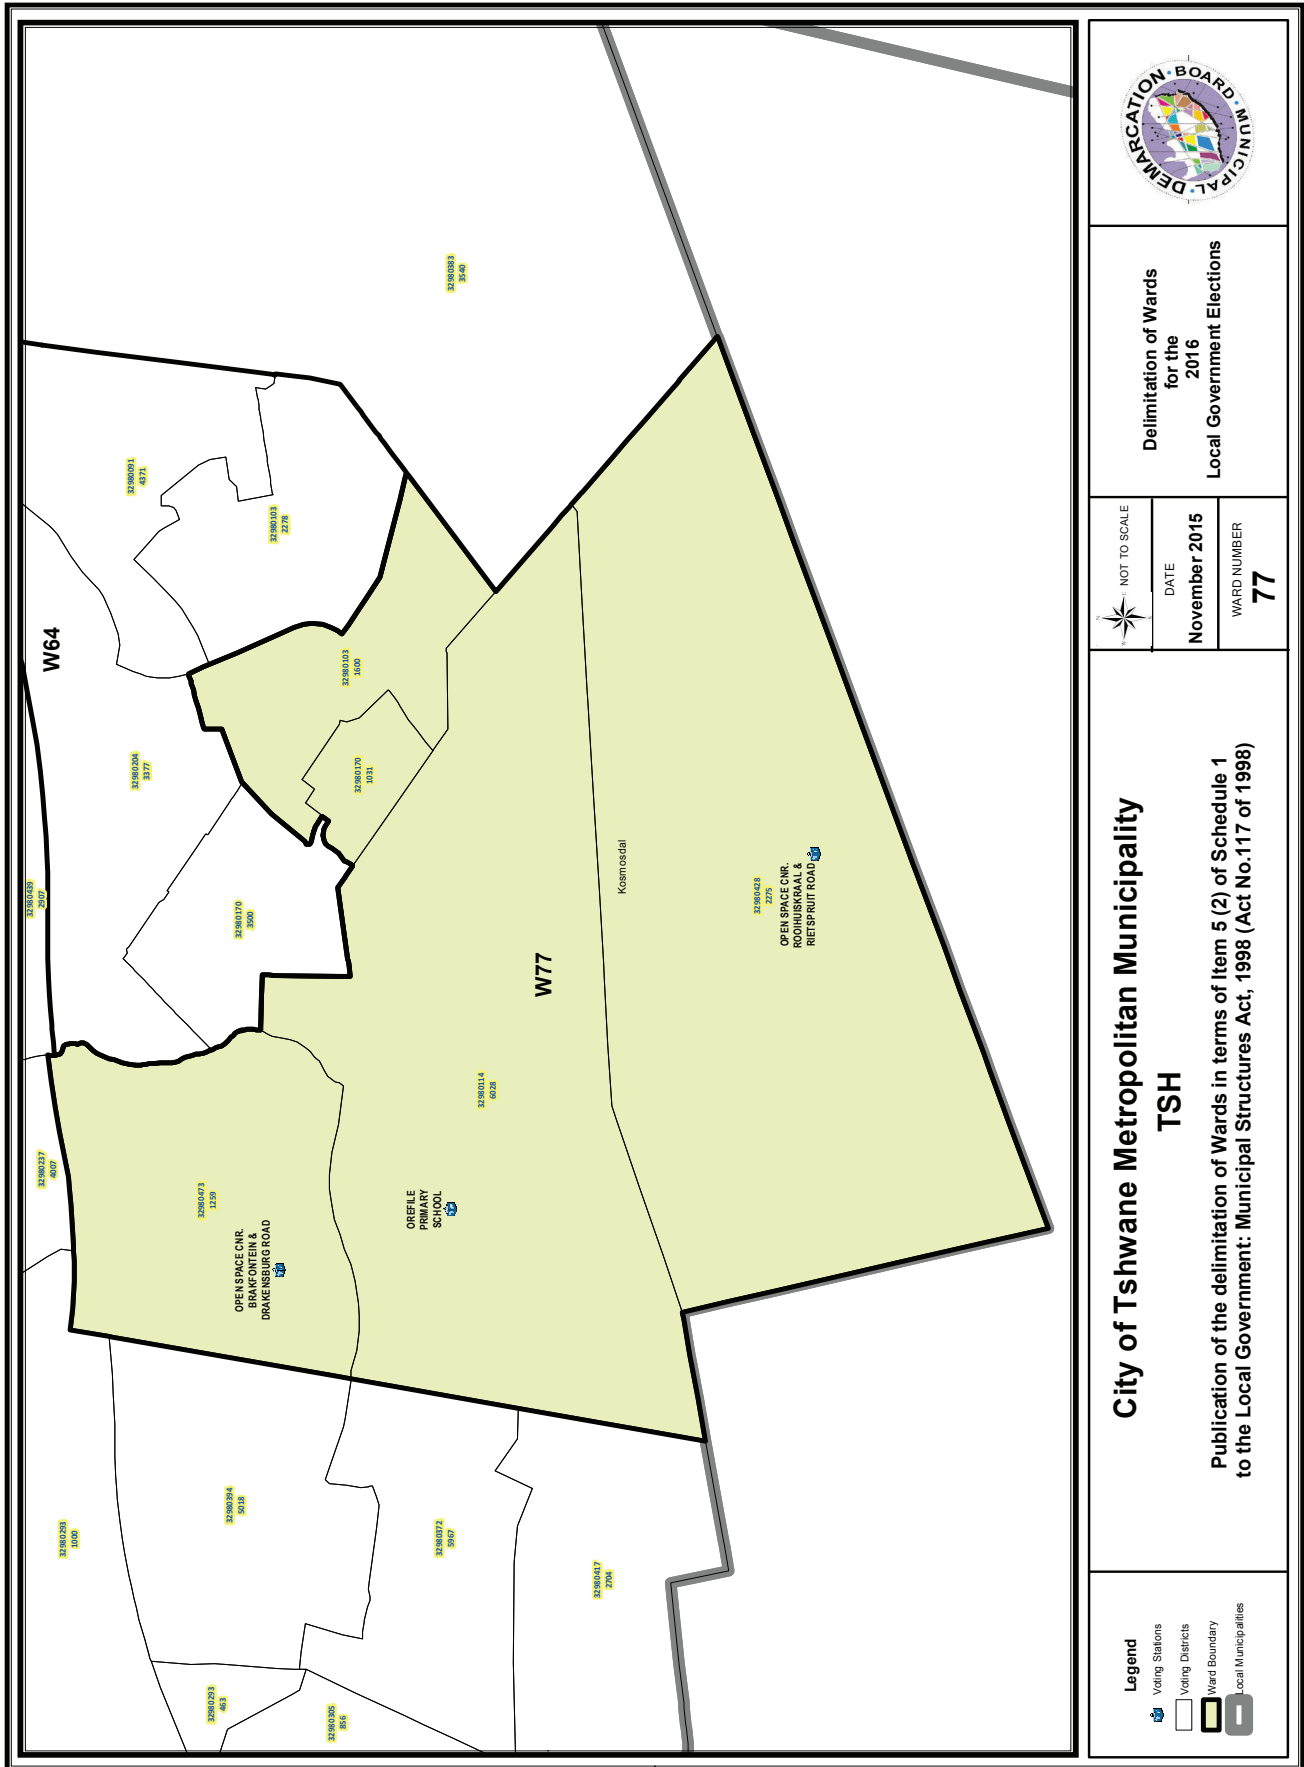 32980439
2907
W64
32980091
4371
32980204
3377
32980103
2278
32980383
3540
32980237
4007
32980170
3500
32980103
1600
32980170
1031
32980473
1259
OPEN SPACE CNR.
BRAKFONTEIN &
DRAKENSBURG ROAD
OREFILE
PRIMARY
SCHOOL
32980114
6028
W77
Kosmosdal
32980428
2275
OPEN SPACE CNR.
ROOIHUISKRAAL &
RIETSPRUIT ROAD
32980293
1000
32980394
5018
32980372
5967
32980417
2704
32980293
463
32980305
856
Legend
Voting Stations
Voting Districts
Ward Boundary
Local Municipalities
City of Tshwane Metropolitan Municipality
TSH
Publication of the delimitation of Wards in terms of Item 5 (2) of Schedule 1
to the Local Government: Municipal Structures Act, 1998 (Act No.117 of 1998)
NOT TO SCALE
DATE
November 2015
WARD NUMBER
77
Delimitation of Wards
for the
2016
Local Government Elections
MUNICIPAL DEMARCATION BOARD